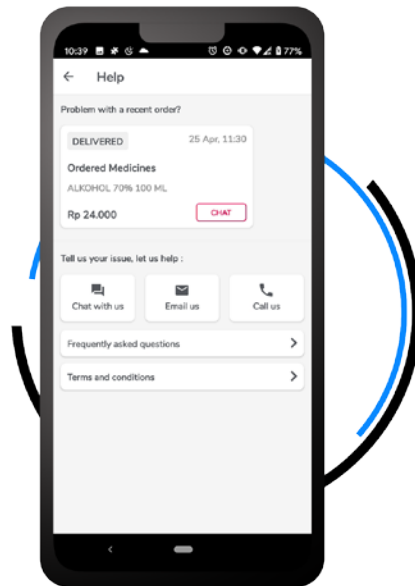 10:39 77%
Help
Problem with a recent order?
DELIVERED 25 Apr, 11:30
Ordered Medicines
ALKOHOL 70% 100 ML
Rp 24.000 CHAT
Tell us your issue, let us help :
Chat with us Email us Call us
Frequently asked questions
Terms and conditions